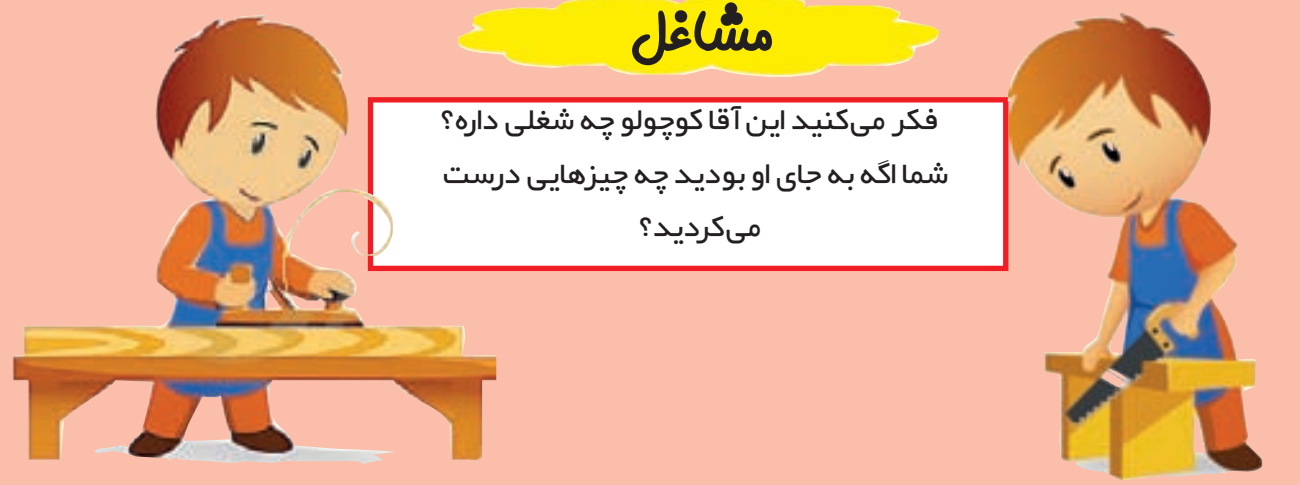 مشاغل
فکر می‌کنید این آقا کوچولو چه شغلی داره؟
شما اگه به جای او بودید چه چیزهایی درست
می‌کردید؟